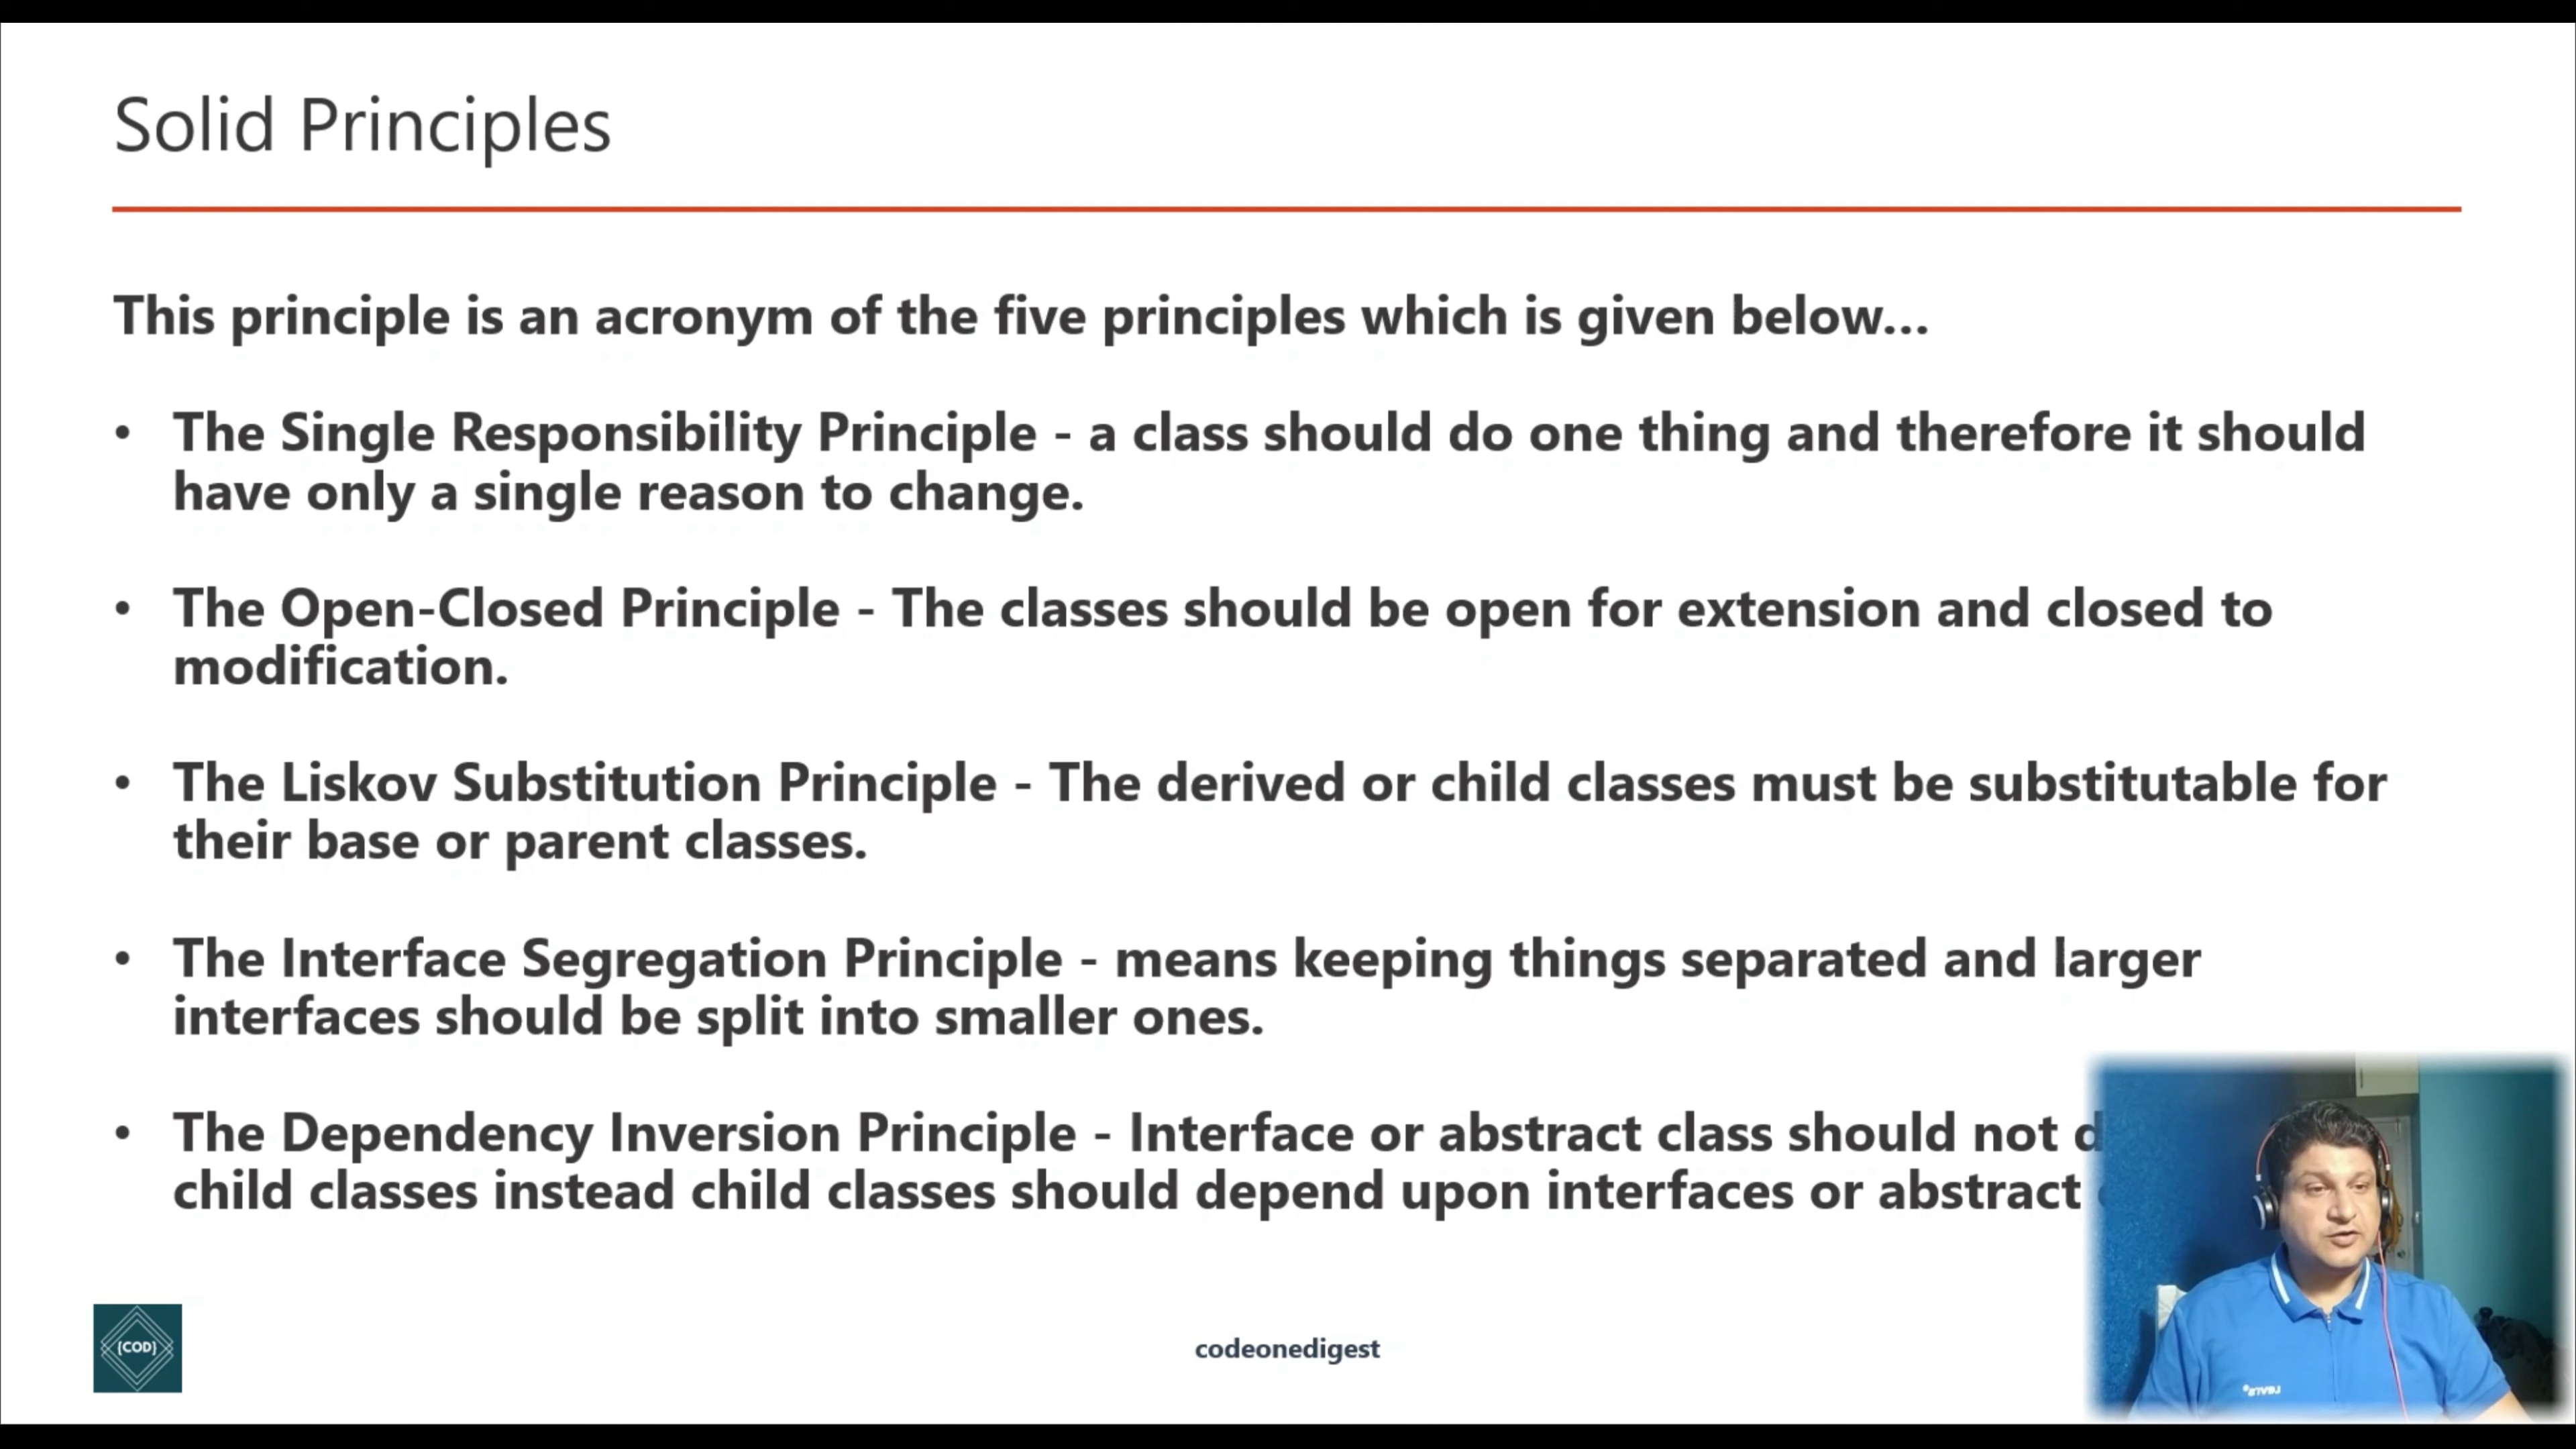 Solid Principles
This principle is an acronym of the five principles which is given below...
• The Single Responsibility Principle - a class should do one thing and therefore it should
have only a single reason to change.
• The Open-Closed Principle - The classes should be open for extension and closed to
modification.
• The Liskov Substitution Principle - The derived or child classes must be substitutable for
their base or parent classes.
• The Interface Segregation Principle - means keeping things separated and larger
interfaces should be split into smaller ones.
• The Dependency Inversion Principle - Interface or abstract class should not
child classes instead child classes should depend upon interfaces or abstract
{COD}
codeonedigest